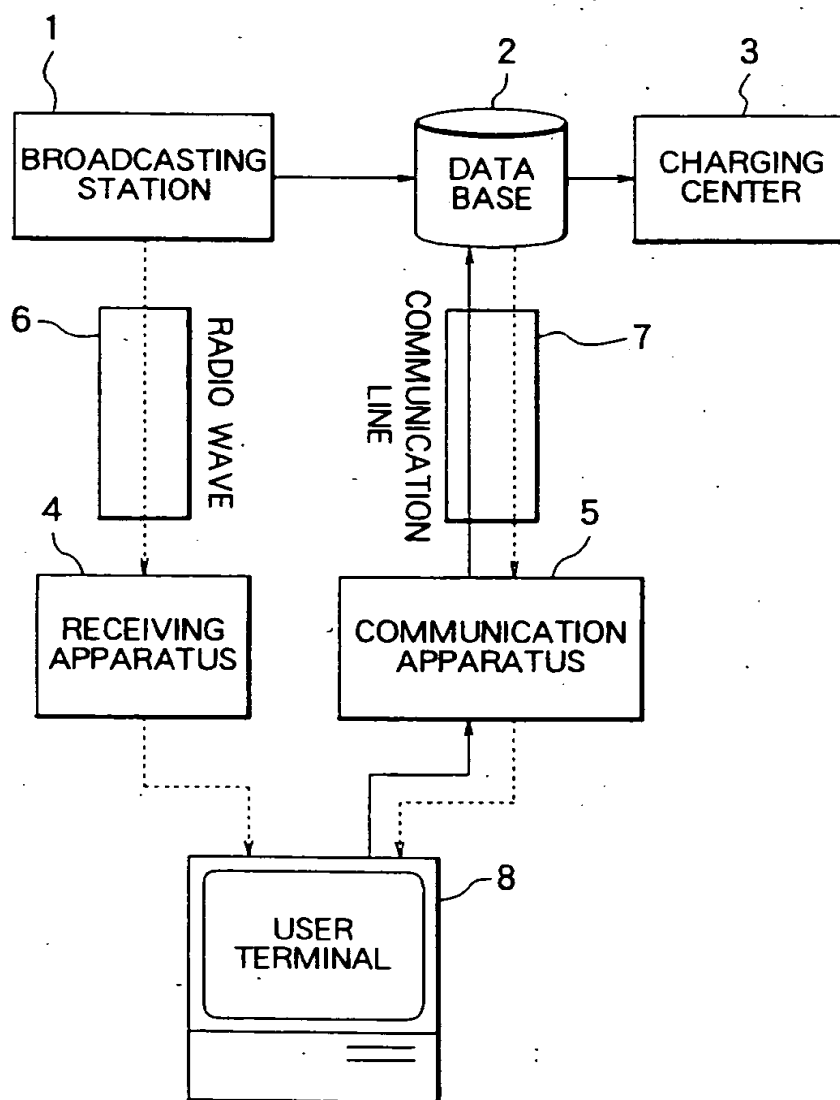 1
2
3
BROADCASTING
STATION
DATA
BASE
CHARGING
CENTER
6
RADIO WAVE
COMMUNICATION
LINE
7
4
5
RECEIVING
APPARATUS
COMMUNICATION
APPARATUS
8
USER
TERMINAL